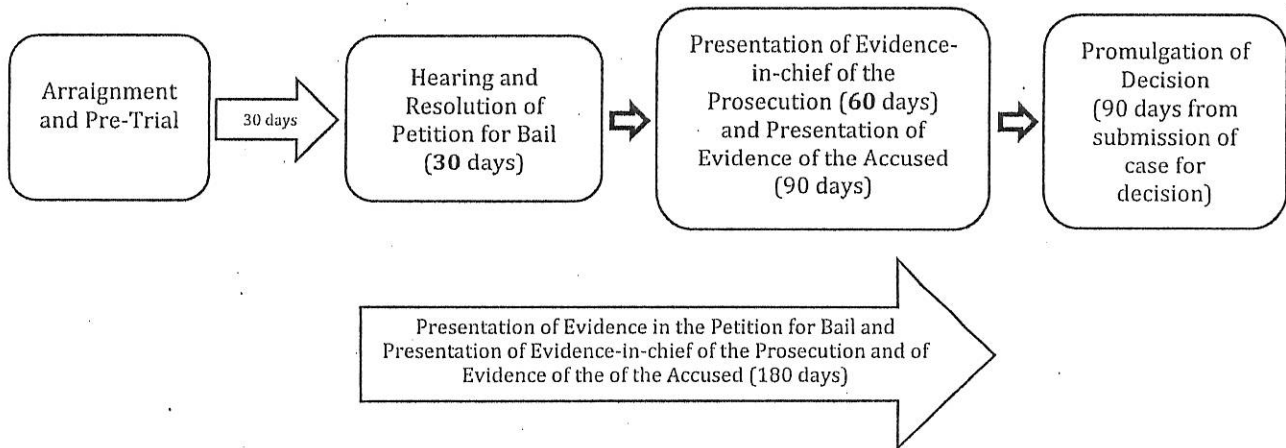 Arraignment
and Pre-Trial
30 days
Hearing and
Resolution of
Petition for Bail
(30 days)
Presentation of Evidence-
in-chief of the
Prosecution (60 days)
and Presentation of
Evidence of the Accused
(90 days)
Promulgation of
Decision
(90 days from
submission of
case for
decision)
Presentation of Evidence in the Petition for Bail and
Presentation of Evidence-in-chief of the Prosecution and of
Evidence of the of the Accused (180 days)